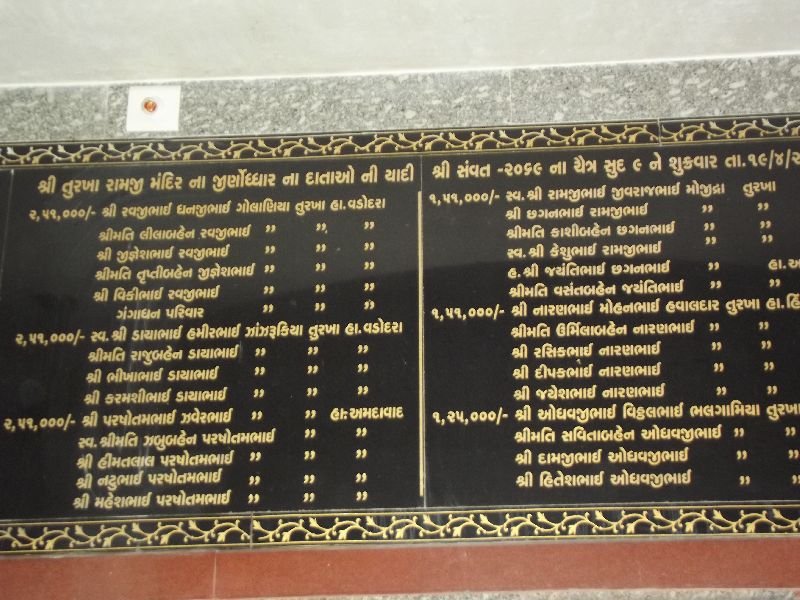 શ્રી તુરખા રામજી મંદિર ના જીર્ણોધ્ધાર ના દાતાઓ ની યાદી
૨,૫૧,૦૦૦/- શ્રી રવજીભાઈ ધનજીભાઈ ગોલાણિયા તુરખા હા.વડોદરા
શ્રીમતિ લીલાબહેન રવજીભાઈ ,, ,, ,,
શ્રી જીજ્ઞેશભાઈ રવજીભાઈ ,, ,, ,,
શ્રીમતિ તૃપ્તીબહેન જીજ્ઞેશભાઈ ,, ,, ,,
શ્રી વિકીભાઈ રવજીભાઈ ,, ,, ,,
ગંગાધન પરિવાર ,, ,, ,,
૨,૫૧,૦૦૦/- સ્વ.શ્રી ડાયાભાઈ હમીરભાઈ ઝાંઝરૂકિયા તુરખા હા.વડોદરા
શ્રીમતિ રાજુબહેન ડાયાભાઈ ,, ,, ,,
શ્રી ભીખાભાઈ ડાયાભાઈ ,, ,, ,,
શ્રી કરમશીભાઈ ડાયાભાઈ ,, ,, ,,
૨,૫૧,૦૦૦/- શ્રી પરષોતમભાઈ ઝવેરભાઈ ,, ,, હા:અમદાવાદ
સ્વ.શ્રીમતિ ઝબુબહેન પરષોતમભાઈ ,, ,,
શ્રી હીમતલાલ પરષોતમભાઈ ,, ,, ,,
શ્રી નટુભાઈ પરષોતમભાઈ ,, ,, ,,
શ્રી મહેશભાઈ પરષોતમભાઈ ,, ,, ,,
શ્રી સંવત -૨૦૬૯ ના ચૈત્ર સુદ ૯ ને શુક્રવાર તા.૧૯/૪/૨
૧,૫૧,૦૦૦/- સ્વ.શ્રી રામજીભાઈ જીવરાજભાઈ મોજીદ્રા તુરખા
શ્રી છગનભાઈ રામજીભાઈ ,, ,,
શ્રીમતિ કાશીબહેન છગનભાઈ ,, ,,
સ્વ.શ્રી કેશુભાઈ રામજીભાઈ ,, ,,
હ.શ્રી જયંતિભાઈ છગનભાઈ ,, હા.અ
શ્રીમતિ વસંતબહેન જયંતિભાઈ ,, ,,
૧,૫૧,૦૦૦/- શ્રી નારણભાઈ મોહનભાઈ હવાલદાર તુરખા હા.હિં
શ્રીમતિ ઉર્મિલાબહેન નારણભાઈ ,, ,,
શ્રી રસિકભાઈ નારણભાઈ ,, ,,
શ્રી દીપકભાઈ નારણભાઈ ,, ,,
શ્રી જયેશભાઈ નારણભાઈ ,, ,,
૧,૨૫,૦૦૦/- શ્રી ઓધવજીભાઈ વિઠ્ઠલભાઈ ભલગામિયા તુરખા
શ્રીમતિ સવિતાબહેન ઓધવજીભાઈ ,, ,,
શ્રી દામજીભાઈ ઓધવજીભાઈ ,, ,,
શ્રી હિતેશભાઈ ઓધવજીભાઈ ,, ,,